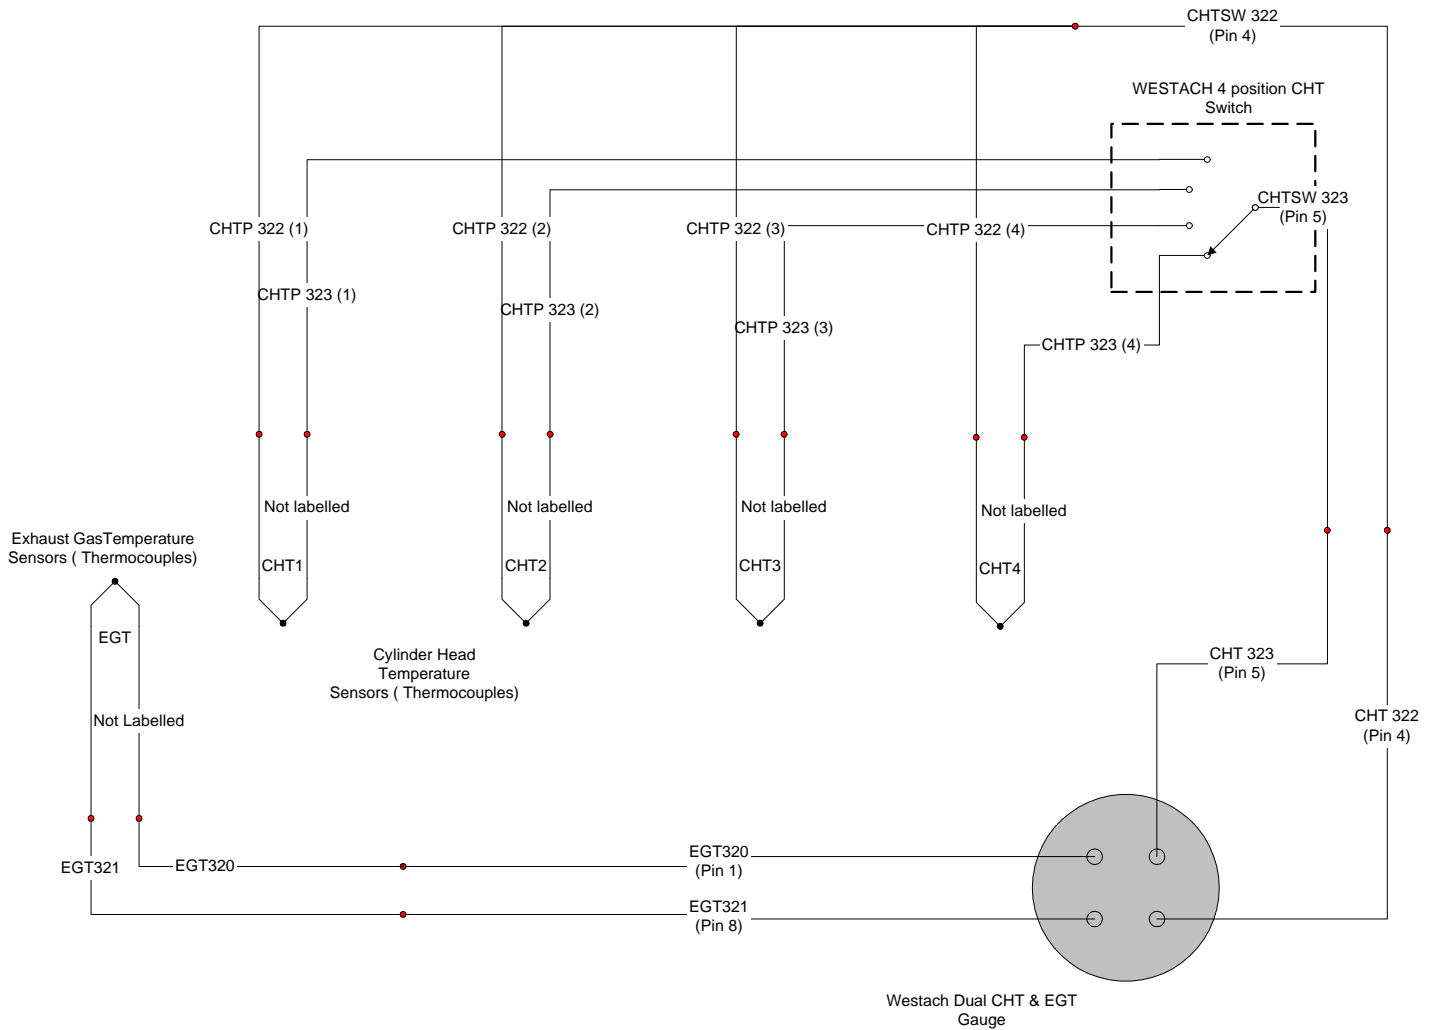 CHTSW 322
(Pin 4)
WESTACH 4 position CHT
Switch
CHTSW 323
(Pin 5)
CHTP 322 (1)
CHTP 322 (2)
CHTP 322 (3)
CHTP 322 (4)
CHTP 323 (1)
CHTP 323 (2)
CHTP 323 (3)
CHTP 323 (4)
Not labelled
Not labelled
Not labelled
Not labelled
Exhaust GasTemperature
Sensors ( Thermocouples)
CHT1
CHT2
CHT3
CHT4
EGT
Cylinder Head
Temperature
Sensors ( Thermocouples)
CHT 323
(Pin 5)
Not Labelled
CHT 322
(Pin 4)
EGT321
EGT320
EGT320
(Pin 1)
EGT321
(Pin 8)
Westach Dual CHT & EGT
Gauge